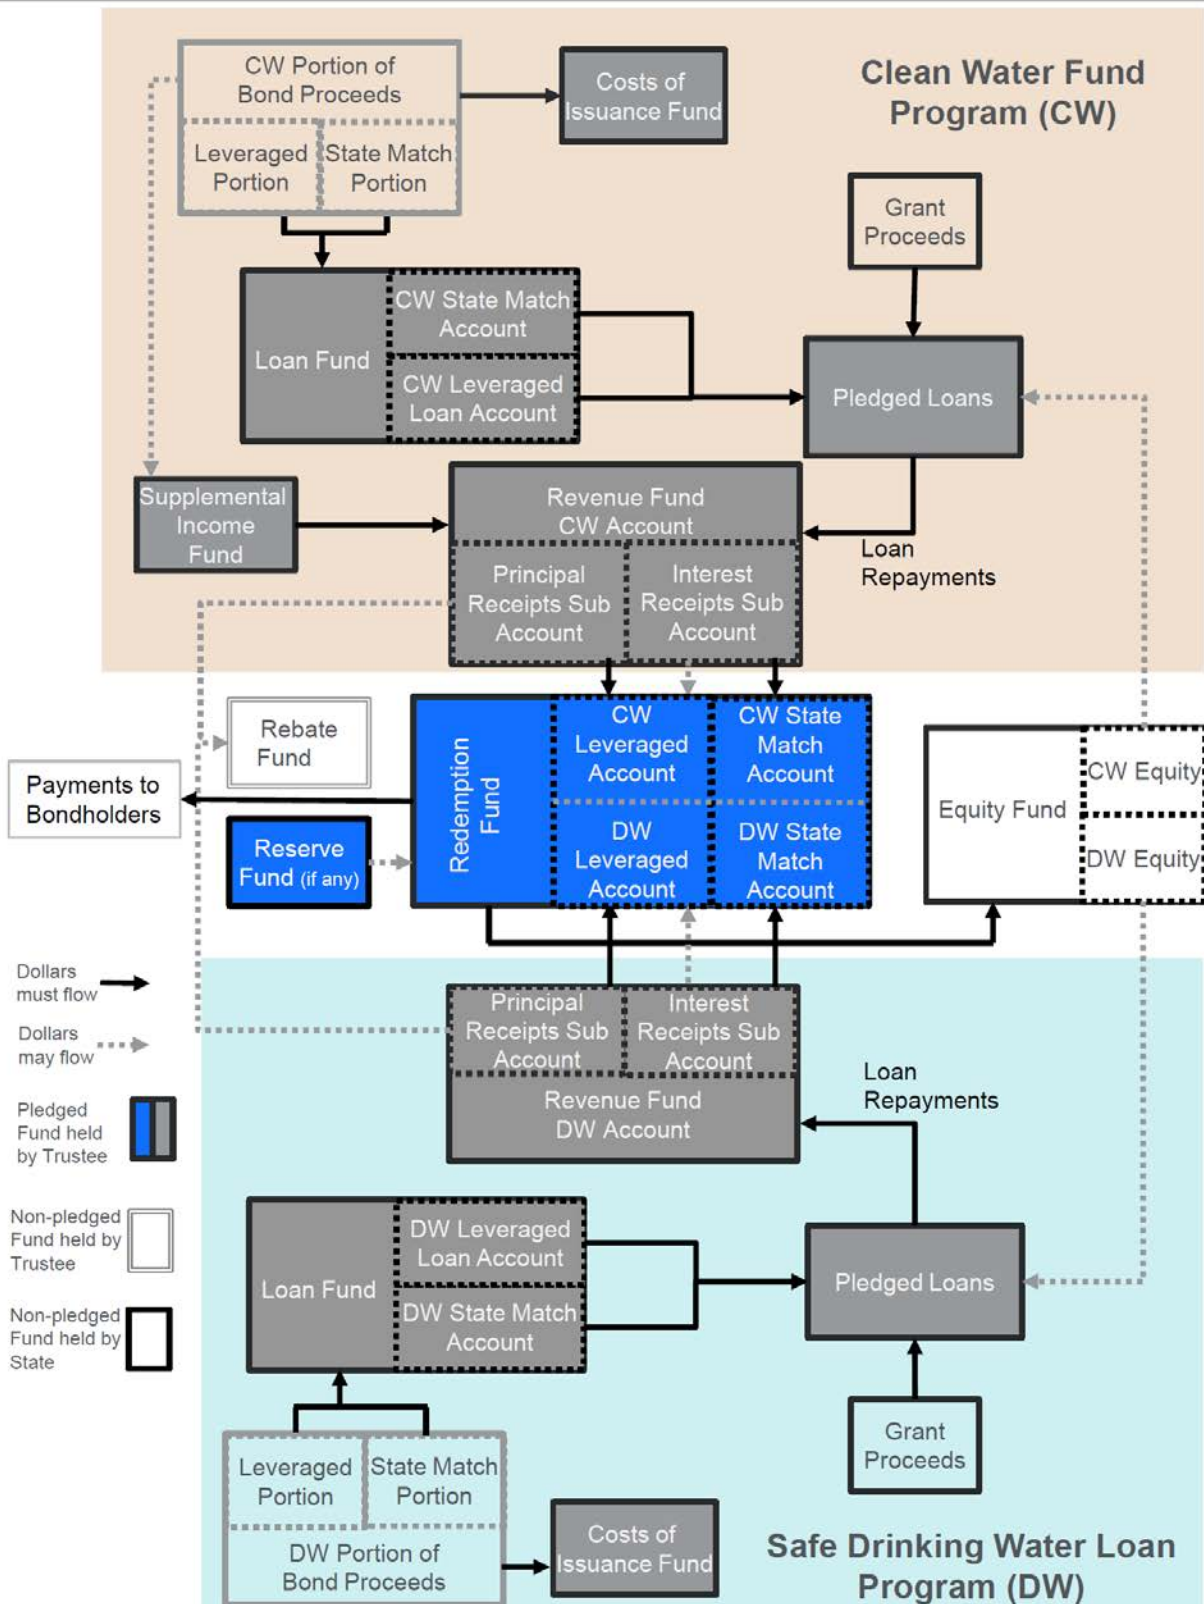 Clean Water Fund
Program (CW)
CW Portion of
Bond Proceeds
Leveraged
Portion
State Match
Portion
Costs of
Issuance Fund
Grant
Proceeds
Loan Fund
CW State Match
Account
CW Leveraged
Loan Account
Pledged Loans
Supplemental
Income
Fund
Revenue Fund
CW Account
Principal
Receipts Sub
Account
Interest
Receipts Sub
Account
Loan
Repayments
Rebate
Fund
Payments to
Bondholders
Reserve
Fund (if any)
Redemption
Fund
CW
Leveraged
Account
CW State
Match
Account
DW
Leveraged
Account
DW State
Match
Account
Equity Fund
CW Equity
DW Equity
Dollars
must flow
Dollars
may flow
Pledged
Fund held
by Trustee
Non-pledged
Fund held by
Trustee
Non-pledged
Fund held by
State
Principal
Receipts Sub
Account
Interest
Receipts Sub
Account
Revenue Fund
DW Account
Loan
Repayments
Loan Fund
DW Leveraged
Loan Account
DW State Match
Account
Pledged Loans
Grant
Proceeds
Leveraged
Portion
State Match
Portion
DW Portion of
Bond Proceeds
Costs of
Issuance Fund
Safe Drinking Water Loan
Program (DW)